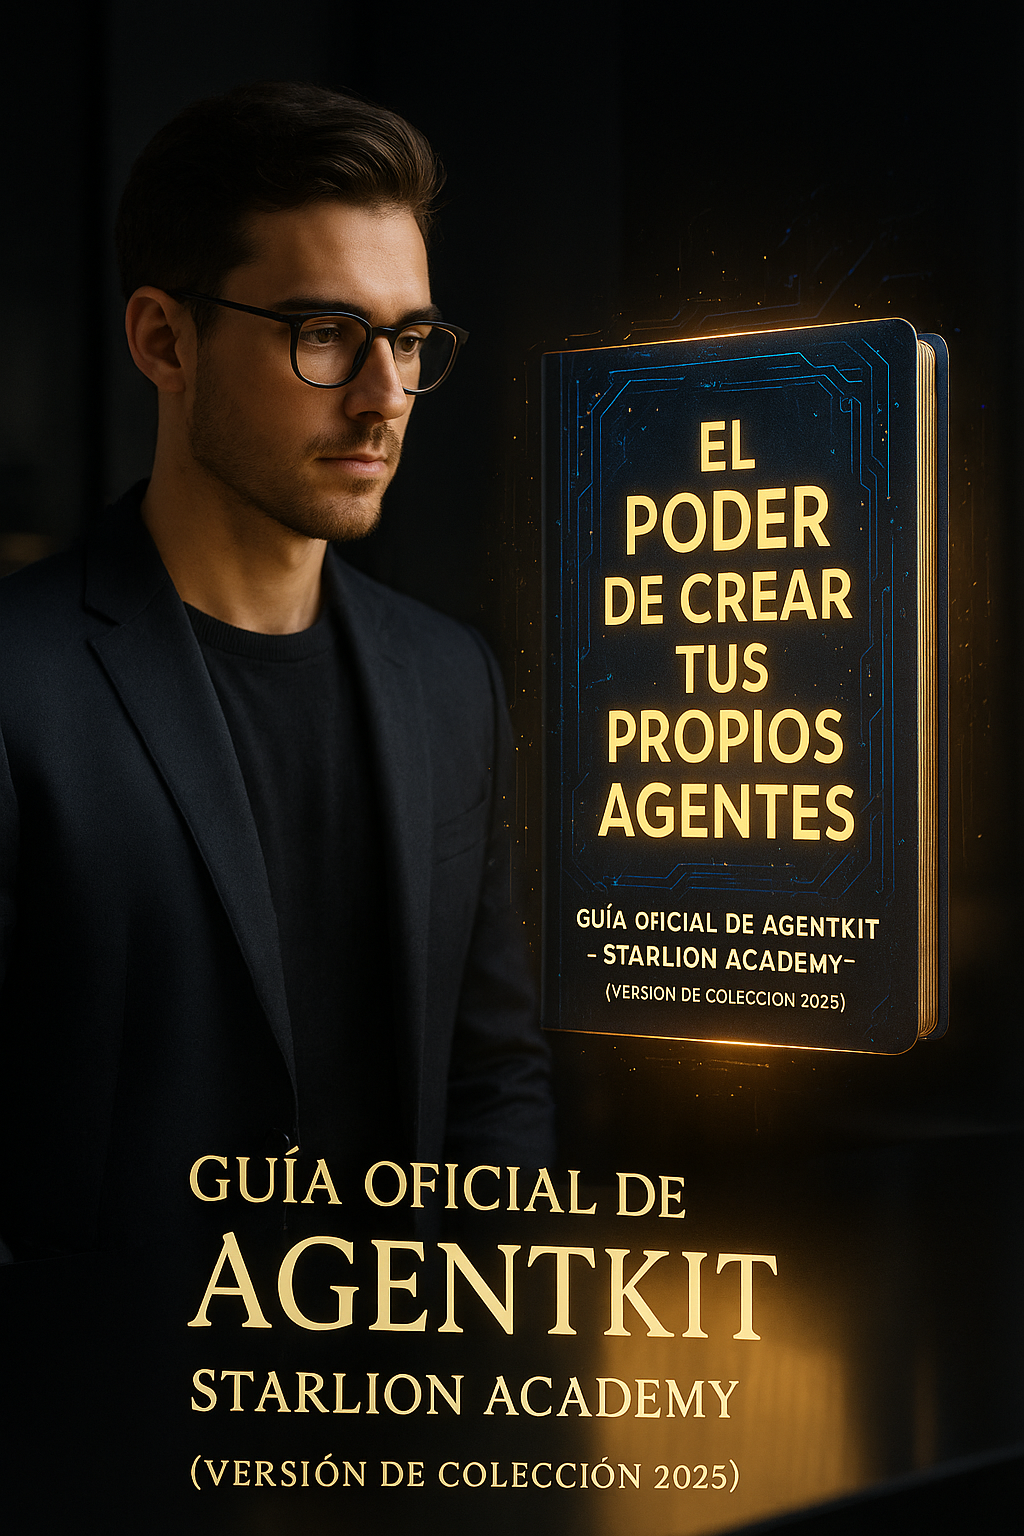 EL
PODER
DE CREAR
TUS
PROPIOS
AGENTES
GUÍA OFICIAL DE AGENTKIT
- STARLION ACADEMY-
(VERSION DE COLECCION 2025)
GUÍA OFICIAL DE
AGENTKIT
STARLION ACADEMY
(VERSIÓN DE COLECCIÓN 2025)